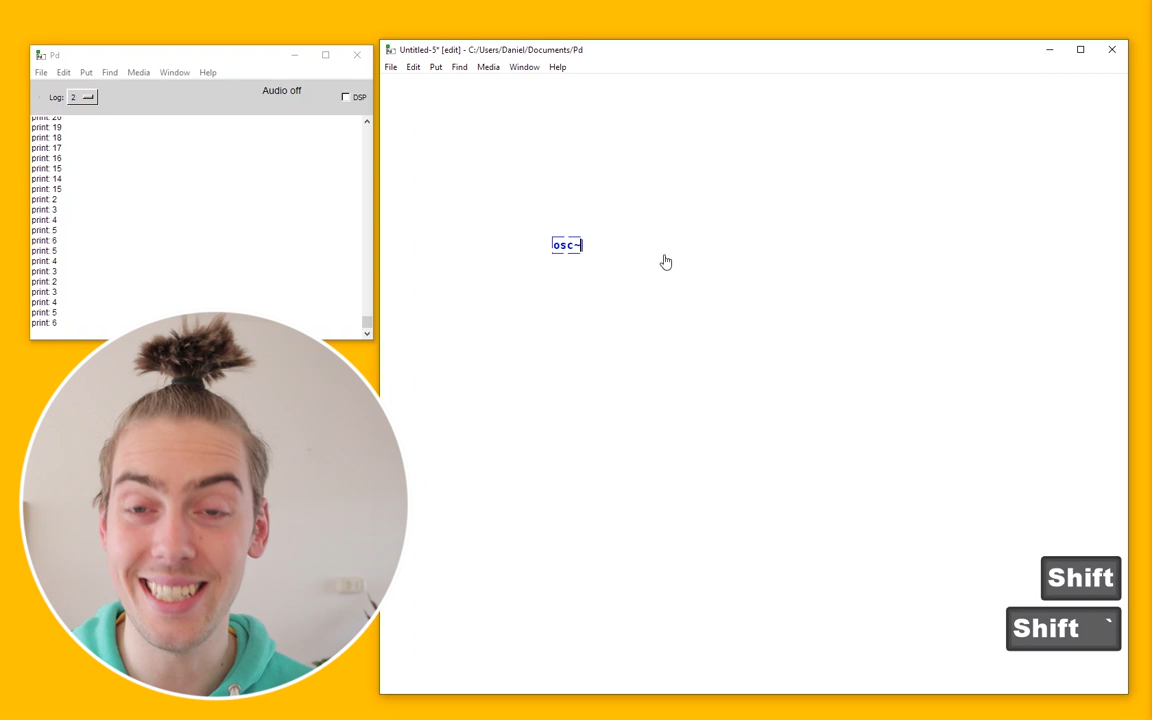 Pd
File Edit Put Find Media Window Help
Log: 2 Audio off DSP
print: 20
print: 19
print: 18
print: 17
print: 16
print: 15
print: 14
print: 15
print: 2
print: 3
print: 4
print: 5
print: 6
print: 5
print: 4
print: 3
print: 2
print: 3
print: 4
print: 5
print: 6
Untitled-5* [edit] - C:/Users/Daniel/Documents/Pd
File Edit Put Find Media Window Help
osc~
Shift
Shift `